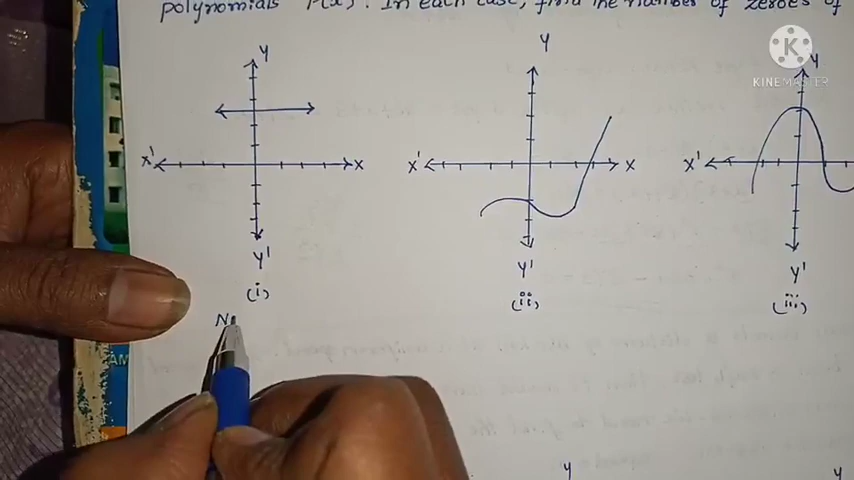 polynomials P(x). In each case, find the number of zeroes of
K
KINEMASTER
Y Y Y
X' X X' X X'
Y' Y' Y'
(i) (ii) (iii)
N
Y Y